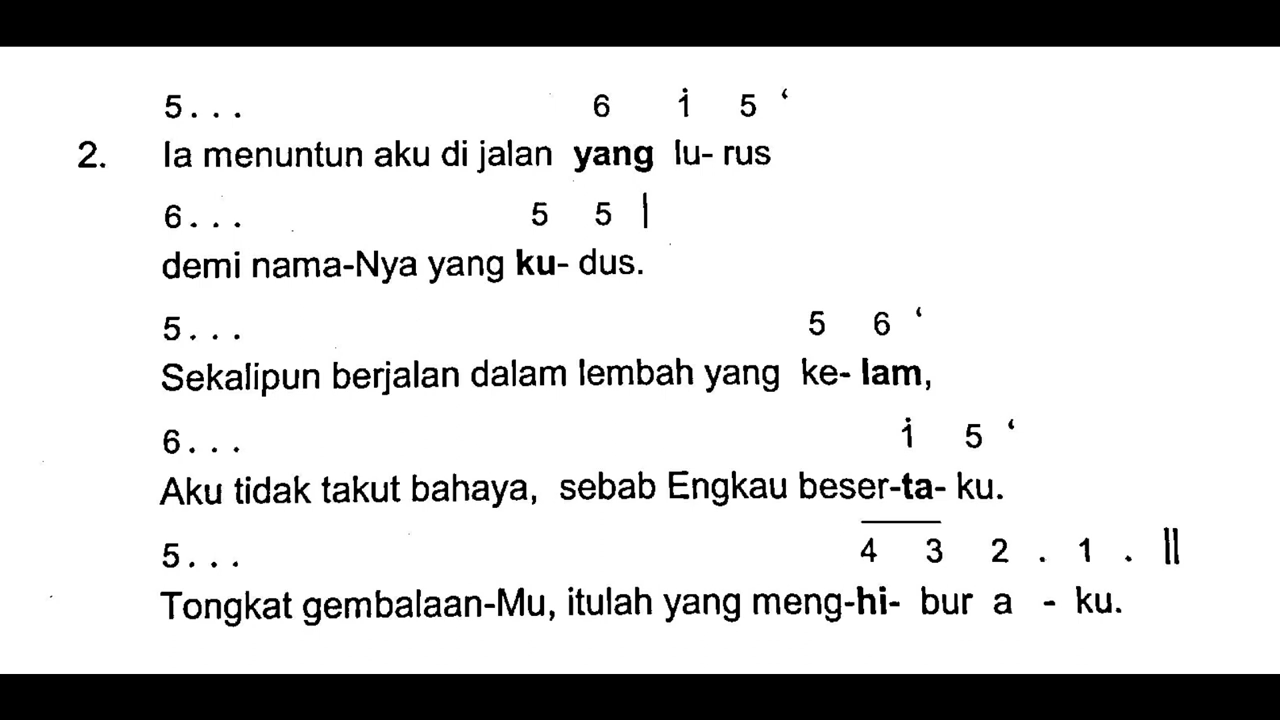 5 . . . 6 i 5 ‘
2. Ia menuntun aku di jalan yang lu- rus
6 . . . 5 5 |
demi nama-Nya yang ku- dus.
5 . . . 5 6 ‘
Sekalipun berjalan dalam lembah yang ke- lam,
6 . . . i 5 ‘
Aku tidak takut bahaya, sebab Engkau beser-ta- ku.
5 . . . 4 3 2 . 1 . ||
Tongkat gembalaan-Mu, itulah yang meng-hi- bur a - ku.